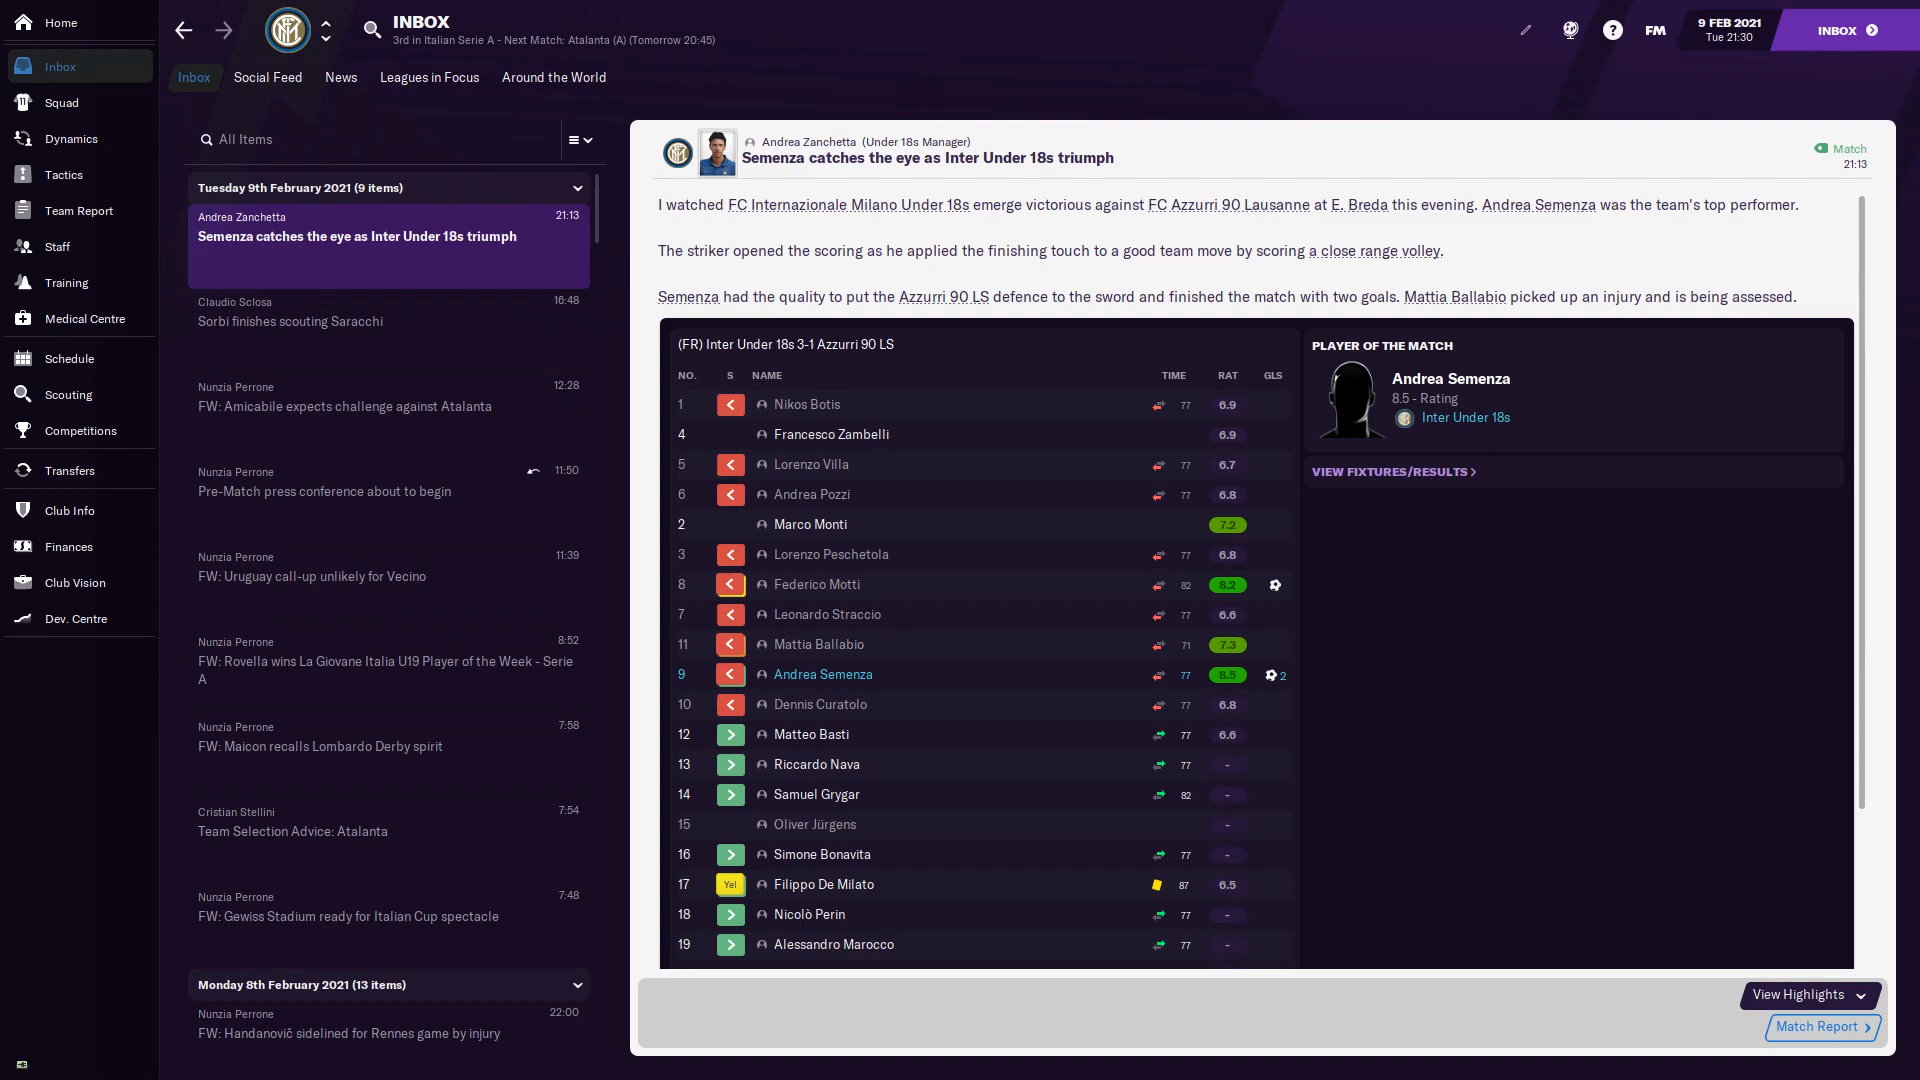 Home
Inbox
Squad
Dynamics
Tactics
Team Report
Staff
Training
Medical Centre
Schedule
Scouting
Competitions
Transfers
Club Info
Finances
Club Vision
Dev. Centre
INBOX
3rd in Italian Serie A - Next Match: Atalanta (A) (Tomorrow 20:45)
FM
9 FEB 2021
Tue 21:30
INBOX
Inbox Social Feed News Leagues in Focus Around the World
All Items
Tuesday 9th February 2021 (9 items)
Andrea Zanchetta 21:13
Semenza catches the eye as Inter Under 18s triumph
Claudio Sclosa 16:48
Sorbi finishes scouting Saracchi
Nunzia Perrone 12:28
FW: Amicabile expects challenge against Atalanta
Nunzia Perrone 11:50
Pre-Match press conference about to begin
Nunzia Perrone 11:39
FW: Uruguay call-up unlikely for Vecino
Nunzia Perrone 8:52
FW: Rovella wins La Giovane Italia U19 Player of the Week - Serie
A
Nunzia Perrone 7:58
FW: Maicon recalls Lombardo Derby spirit
Cristian Stellini 7:54
Team Selection Advice: Atalanta
Nunzia Perrone 7:48
FW: Gewiss Stadium ready for Italian Cup spectacle
Monday 8th February 2021 (13 items)
Nunzia Perrone 22:00
FW: Handanovič sidelined for Rennes game by injury
Andrea Zanchetta (Under 18s Manager)
Semenza catches the eye as Inter Under 18s triumph
Match
21:13
I watched FC Internazionale Milano Under 18s emerge victorious against FC Azzurri 90 Lausanne at E. Breda this evening. Andrea Semenza was the team's top performer.
The striker opened the scoring as he applied the finishing touch to a good team move by scoring a close range volley.
Semenza had the quality to put the Azzurri 90 LS defence to the sword and finished the match with two goals. Mattia Ballabio picked up an injury and is being assessed.
(FR) Inter Under 18s 3-1 Azzurri 90 LS
NO. S NAME TIME RAT GLS
1 Nikos Botis 77 6.9
4 Francesco Zambelli 6.9
5 Lorenzo Villa 77 6.7
6 Andrea Pozzi 77 6.8
2 Marco Monti 7.2
3 Lorenzo Peschetola 77 6.8
8 Federico Motti 82 8.2
7 Leonardo Straccio 77 6.6
11 Mattia Ballabio 71 7.3
9 Andrea Semenza 77 8.5 2
10 Dennis Curatolo 77 6.8
12 Matteo Basti 77 6.6
13 Riccardo Nava 77 -
14 Samuel Grygar 82 -
15 Oliver Jürgens -
16 Simone Bonavita 77 -
17 Yel Filippo De Milato 87 6.5
18 Nicolò Perin 77 -
19 Alessandro Marocco 77 -
PLAYER OF THE MATCH
Andrea Semenza
8.5 - Rating
Inter Under 18s
VIEW FIXTURES/RESULTS >
View Highlights
Match Report